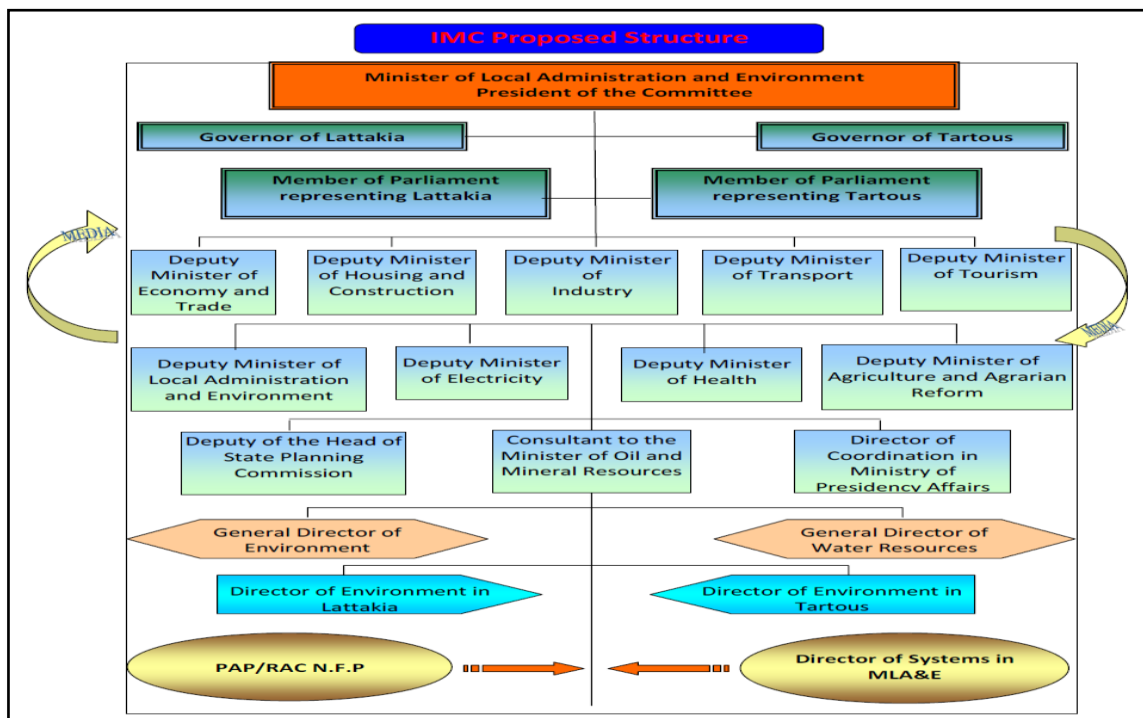 IMC Proposed Structure
Minister of Local Administration and Environment
President of the Committee
Governor of Lattakia
Governor of Tartous
Member of Parliament
representing Lattakia
Member of Parliament
representing Tartous
MEDIA
Deputy
Minister of
Economy and
Trade
Deputy Minister
of Housing and
Construction
Deputy Minister
of
Industry
Deputy Minister
of Transport
Deputy Minister
of Tourism
MEDIA
Deputy Minister of
Local Administration
and Environment
Deputy Minister
of Electricity
Deputy Minister
of Health
Deputy Minister of
Agriculture and Agrarian
Reform
Deputy of the Head of
State Planning
Commission
Consultant to the
Minister of Oil and
Mineral Resources
Director of
Coordination in
Ministry of
Presidency Affairs
General Director of
Environment
General Director of
Water Resources
Director of Environment in
Lattakia
Director of Environment in
Tartous
PAP/RAC N.F.P
Director of Systems in
MLA&E